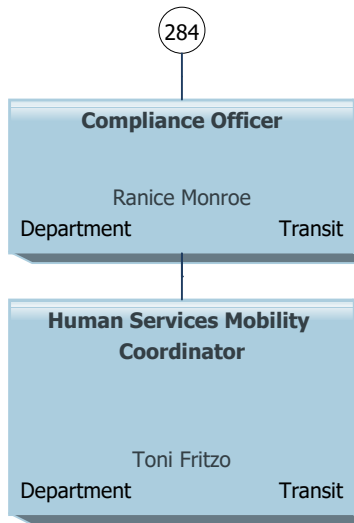 284
Compliance Officer
Ranice Monroe
Department Transit
Human Services Mobility
Coordinator
Toni Fritzo
Department Transit